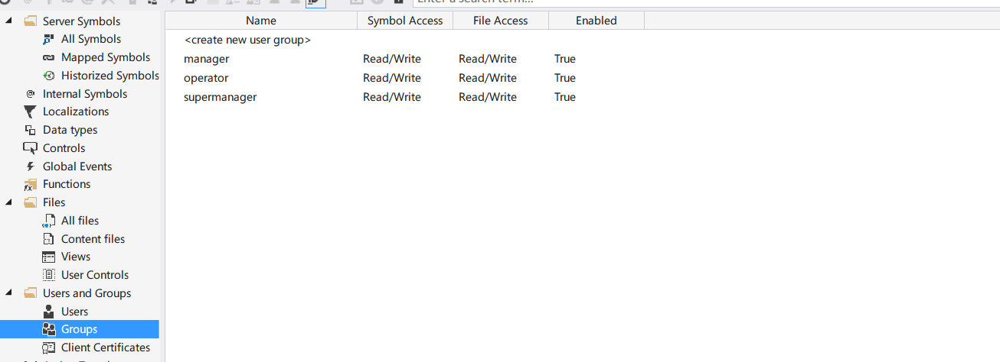 Enter a search term...
Server Symbols
All Symbols
Mapped Symbols
Historized Symbols
Internal Symbols
Localizations
Data types
Controls
Global Events
Functions
Files
All files
Content files
Views
User Controls
Users and Groups
Users
Groups
Client Certificates
Name Symbol Access File Access Enabled
<create new user group>
manager Read/Write Read/Write True
operator Read/Write Read/Write True
supermanager Read/Write Read/Write True